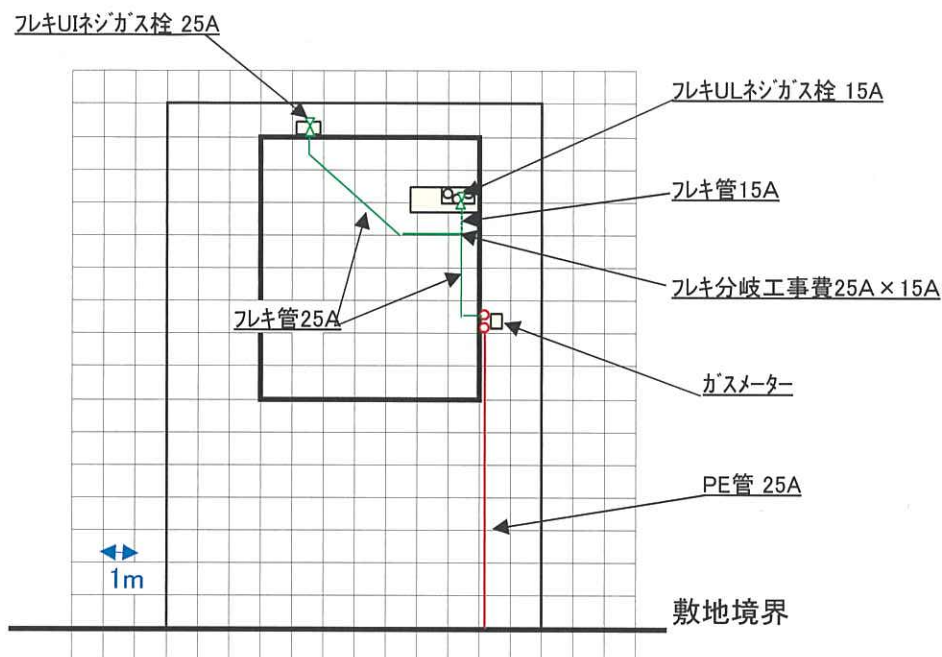 フレキUIネジガス栓 25A
フレキULネジガス栓 15A
フレキ管15A
フレキ分岐工事費25A×15A
フレキ管25A
ガスメーター
PE管 25A
1m
敷地境界